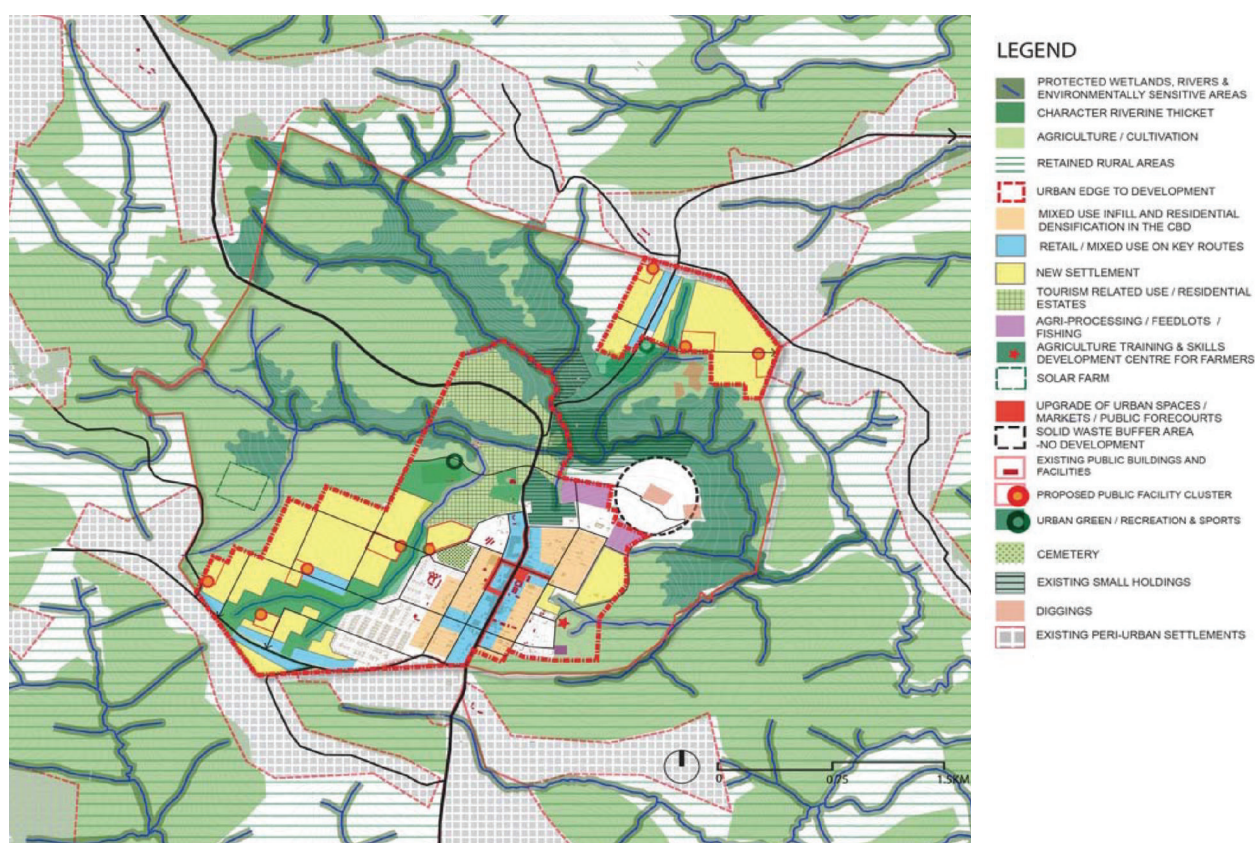 LEGEND
PROTECTED WETLANDS, RIVERS &
ENVIRONMENTALLY SENSITIVE AREAS
CHARACTER RIVERINE THICKET
AGRICULTURE / CULTIVATION
RETAINED RURAL AREAS
URBAN EDGE TO DEVELOPMENT
MIXED USE INFILL AND RESIDENTIAL
DENSIFICATION IN THE CBD
RETAIL / MIXED USE ON KEY ROUTES
NEW SETTLEMENT
TOURISM RELATED USE / RESIDENTIAL
ESTATES
AGRI-PROCESSING / FEEDLOTS /
FISHING
AGRICULTURE TRAINING & SKILLS
DEVELOPMENT CENTRE FOR FARMERS
SOLAR FARM
UPGRADE OF URBAN SPACES /
MARKETS / PUBLIC FORECOURTS
SOLID WASTE BUFFER AREA
-NO DEVELOPMENT
EXISTING PUBLIC BUILDINGS AND
FACILITIES
PROPOSED PUBLIC FACILITY CLUSTER
URBAN GREEN / RECREATION & SPORTS
CEMETERY
EXISTING SMALL HOLDINGS
DIGGINGS
EXISTING PERI-URBAN SETTLEMENTS
0 0.75 1.5KM